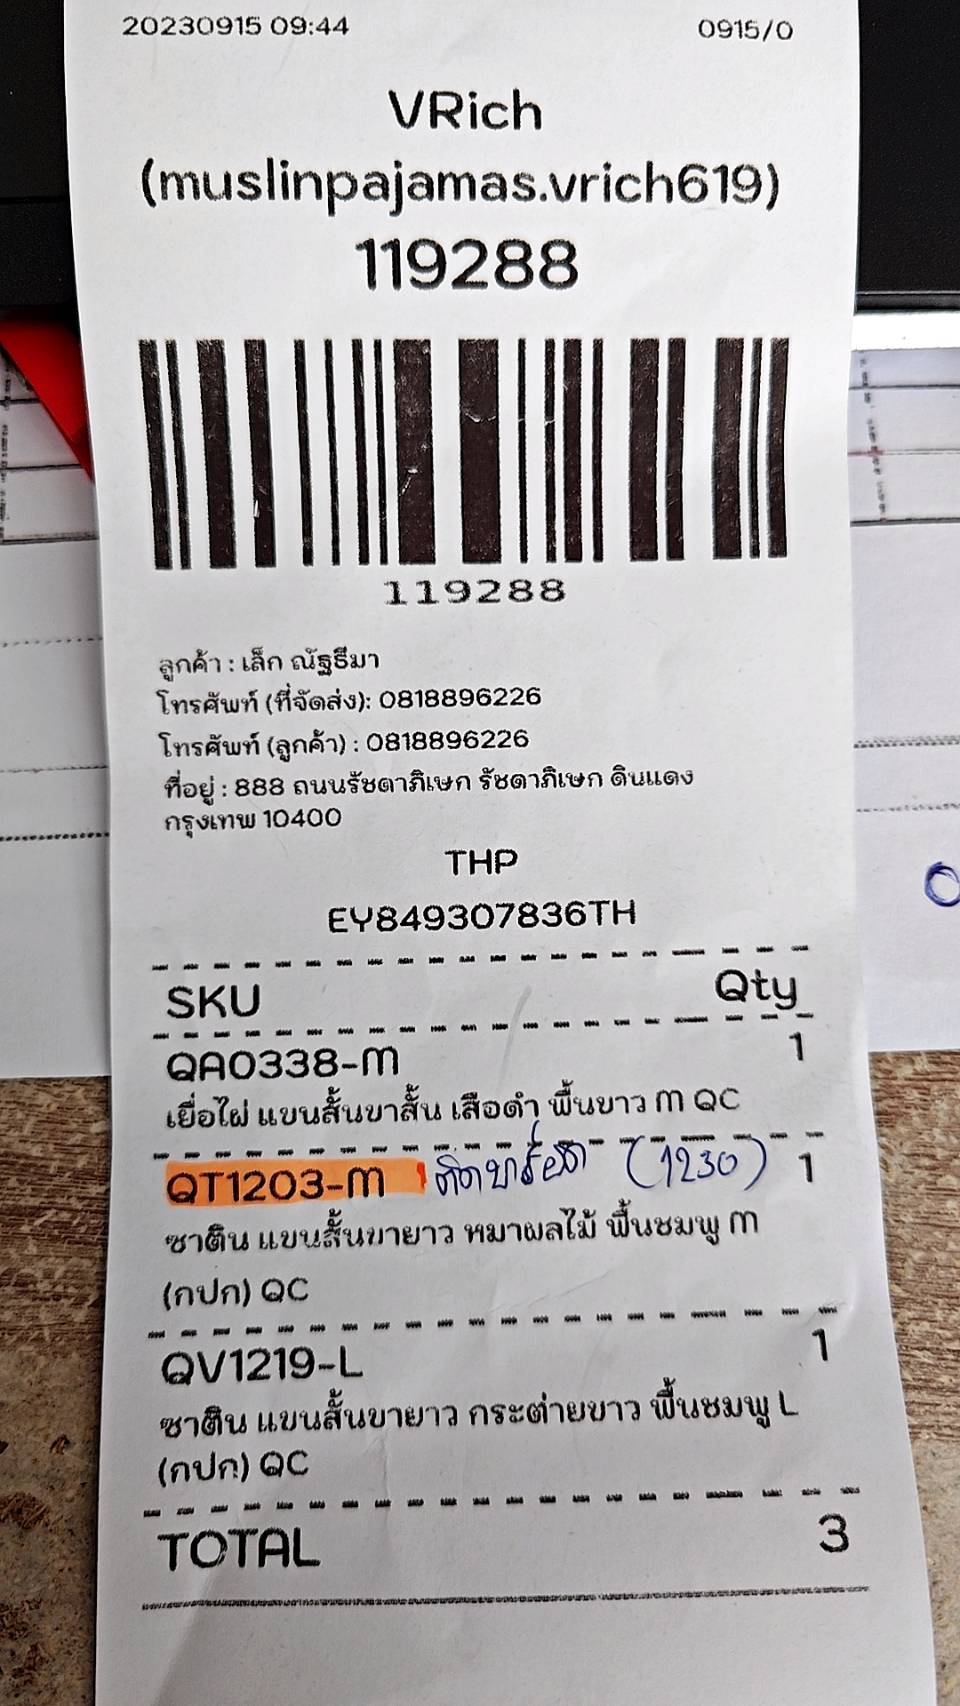 20230915 09:44 0915/0
VRich
(muslinpajamas.vrich619)
119288
119288
ลูกค้า : เล็ก ณัฐธีมา
โทรศัพท์ (ที่จัดส่ง): 0818896226
โทรศัพท์ (ลูกค้า) : 0818896226
ที่อยู่ : 888 ถนนรัชดาภิเษก รัชดาภิเษก ดินแดง
กรุงเทพ 10400
THP
EY849307836TH
SKU Qty
QA0338-M 1
เยื่อไผ่ แขนสั้นขาสั้น เสือดำ พื้นขาว M QC
QT1203-M ติดบาร์โอด (1230) 1
ซาติน แขนสั้นขายาว หมาผลไม้ พื้นชมพู M
(กปก) QC
QV1219-L 1
ซาติน แขนสั้นขายาว กระต่ายขาว พื้นชมพู L
(กปก) QC
TOTAL 3